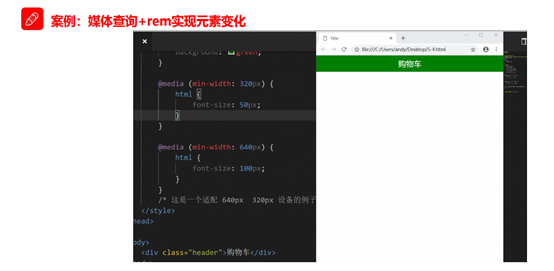 案例：媒体查询+rem实现元素变化
background: green;
}
@media (min-width: 320px) {
html {
font-size: 50px;
}
}
@media (min-width: 640px) {
html {
font-size: 100px;
}
}
/* 这是一个适配 640px 320px 设备的例子
</style>
head>
body>
<div class="header">购物车</div>
Title
file:///C:/Users/andy/Desktop/5-4.html
购物车